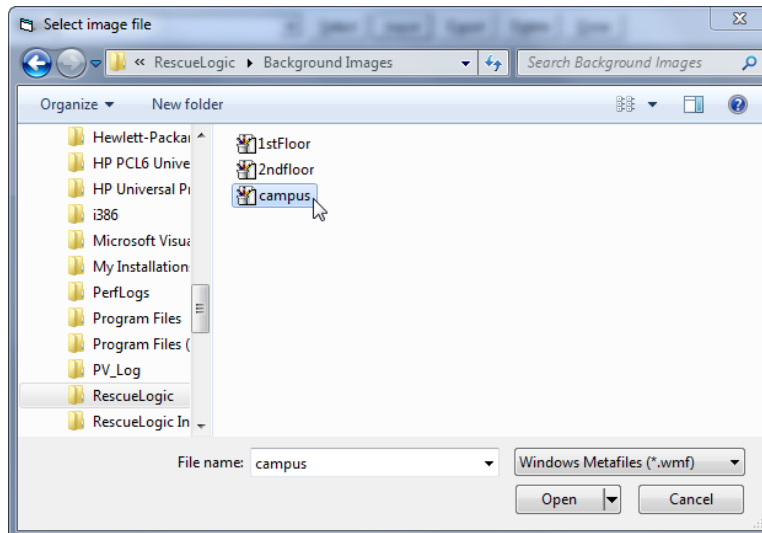 Select image file
« RescueLogic Background Images
Search Background Images
Organize New folder
1stFloor
2ndfloor
campus
Hewlett-Packar
HP PCL6 Unive
HP Universal Pr
i386
Microsoft Visua
My Installation
PerfLogs
Program Files
Program Files (
PV_Log
RescueLogic
RescueLogic In
File name: campus
Windows Metafiles (*.wmf)
Open Cancel